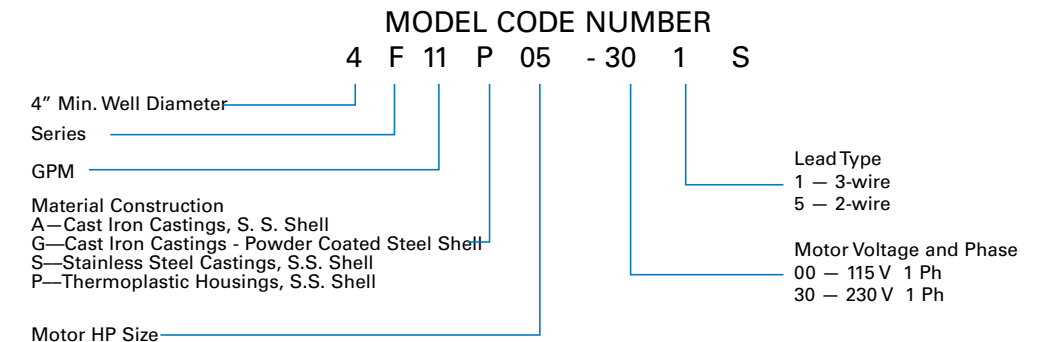 MODEL CODE NUMBER
4 F 11 P 05 - 30 1 S
4” Min. Well Diameter
Series
GPM
Material Construction
A—Cast Iron Castings, S. S. Shell
G—Cast Iron Castings - Powder Coated Steel Shell
S—Stainless Steel Castings, S.S. Shell
P—Thermoplastic Housings, S.S. Shell
Motor HP Size
Lead Type
1 — 3-wire
5 — 2-wire
Motor Voltage and Phase
00 — 115 V 1 Ph
30 — 230 V 1 Ph